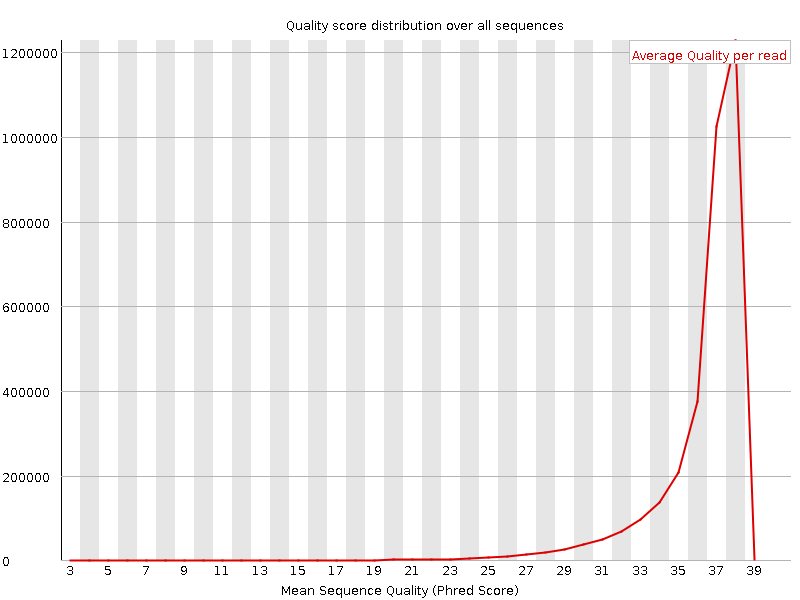 Quality score distribution over all sequences
Average Quality per read
1200000
1000000
800000
600000
400000
200000
0
3 5 7 9 11 13 15 17 19 21 23 25 27 29 31 33 35 37 39
Mean Sequence Quality (Phred Score)